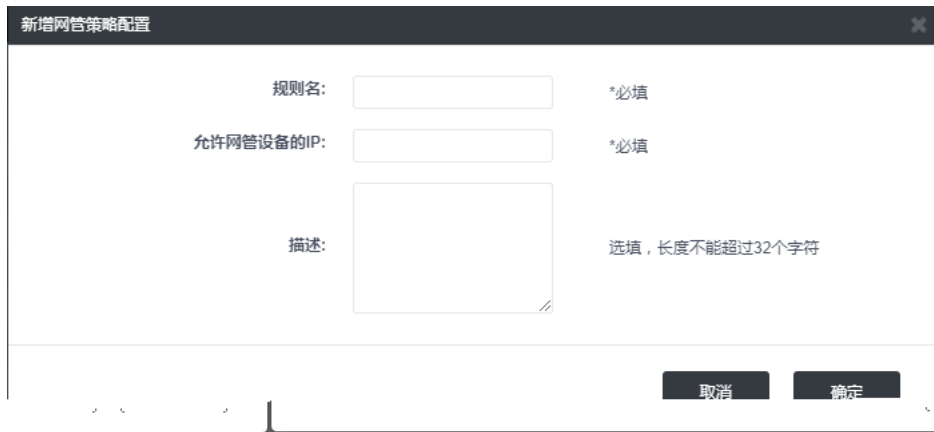 新增网管策略配置
规则名: *必填
允许网管设备的IP: *必填
描述: 选填，长度不能超过32个字符
取消 确定